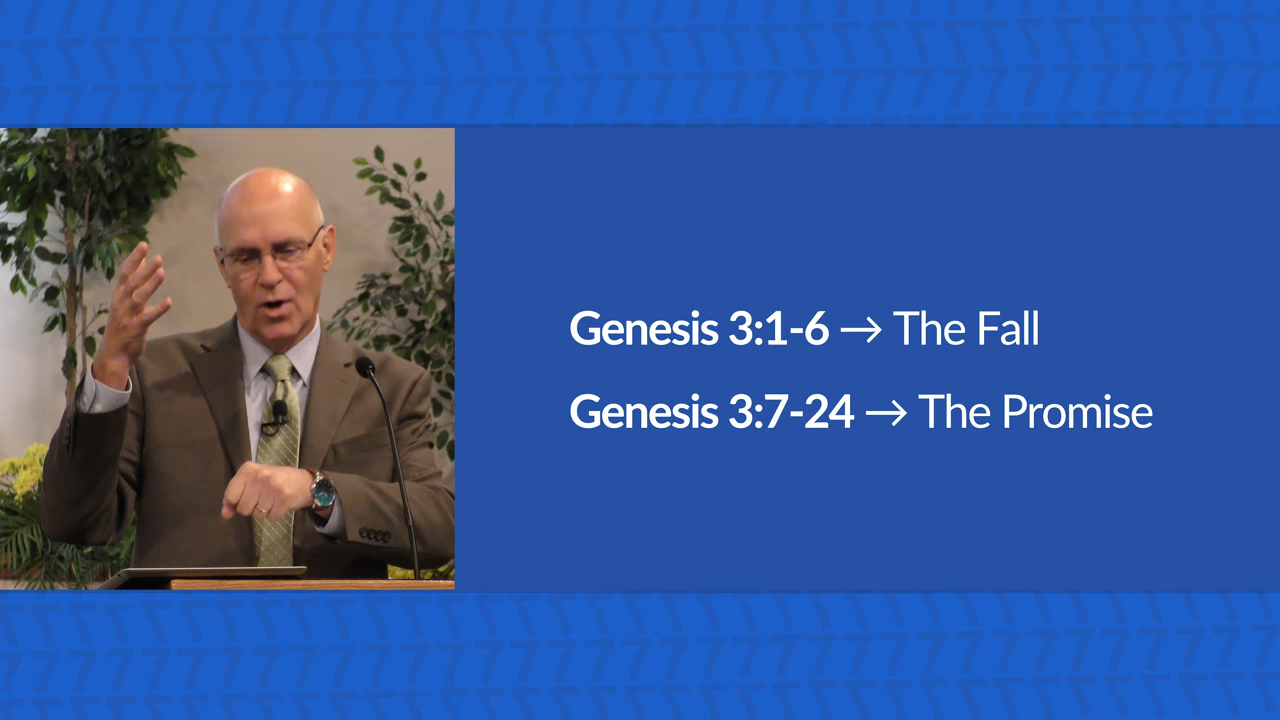 Genesis 3:1-6 → The Fall
Genesis 3:7-24 → The Promise